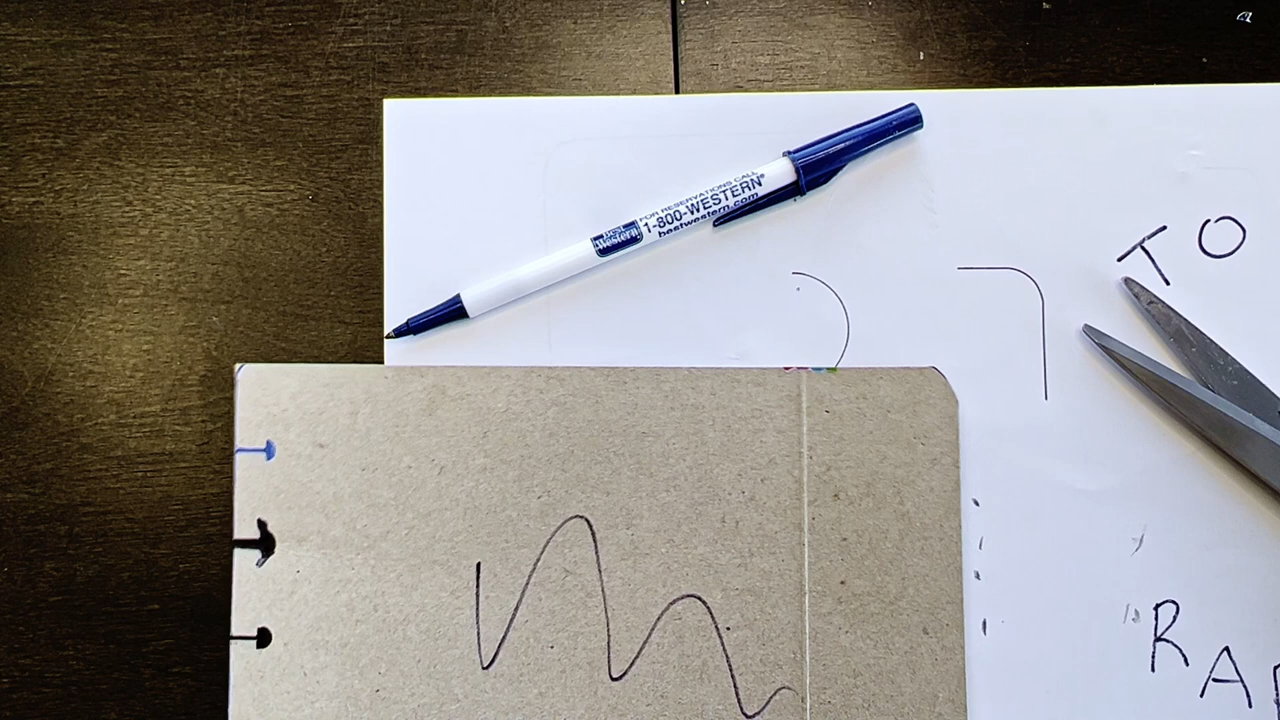 FOR RESERVATIONS CALL
1-800-WESTERN®
Best
Western
bestwestern.com
TO
RA